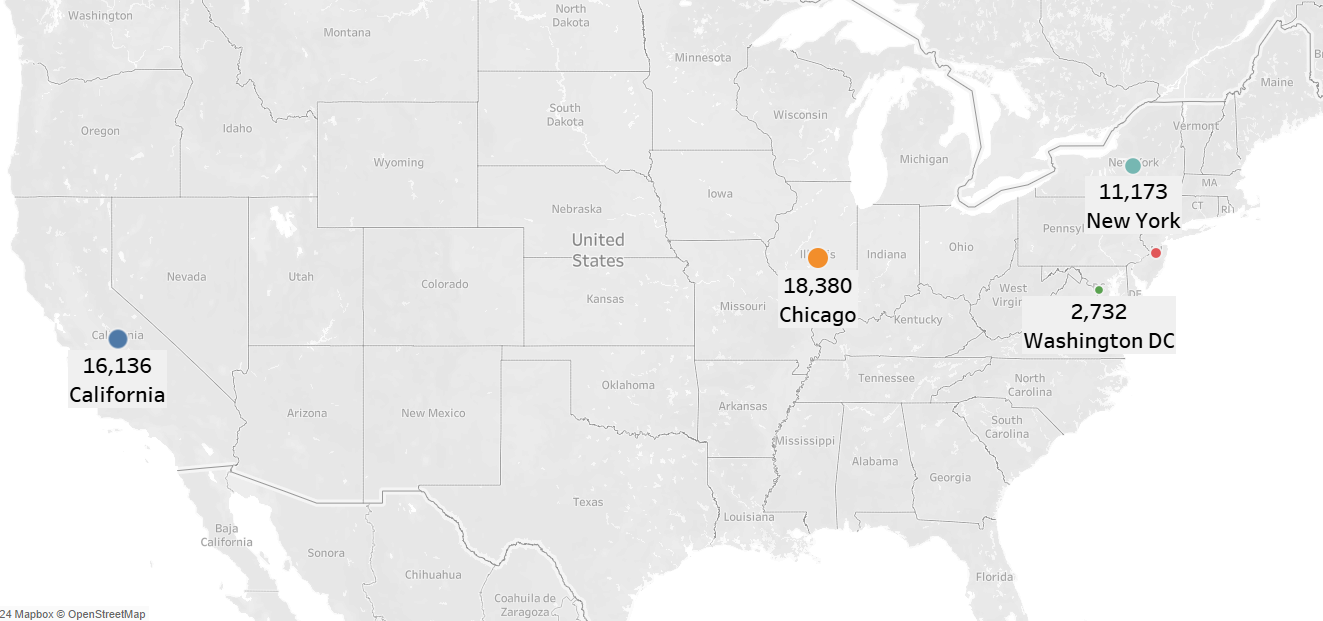 Washington
Montana
North
Dakota
Minnesota
Maine
Oregon
Idaho
South
Dakota
Wisconsin
Vermont
Wyoming
Michigan
New York
11,173
New York
MA
CT
RI
Iowa
Nebraska
United
States
Nevada
Utah
Colorado
Kansas
Missouri
18,380
Chicago
Indiana
Ohio
Pennsyl
West
Virgir
DE
2,732
Washington DC
Kentucky
16,136
California
Oklahoma
Tennessee
North
Carolina
Arizona
New Mexico
Arkansas
South
Carolina
Mississippi
Alabama
Georgia
Texas
Louisiana
Baja
California
Sonora
Chihuahua
Florida
Coahuila de
Zaragoza
24 Mapbox © OpenStreetMap